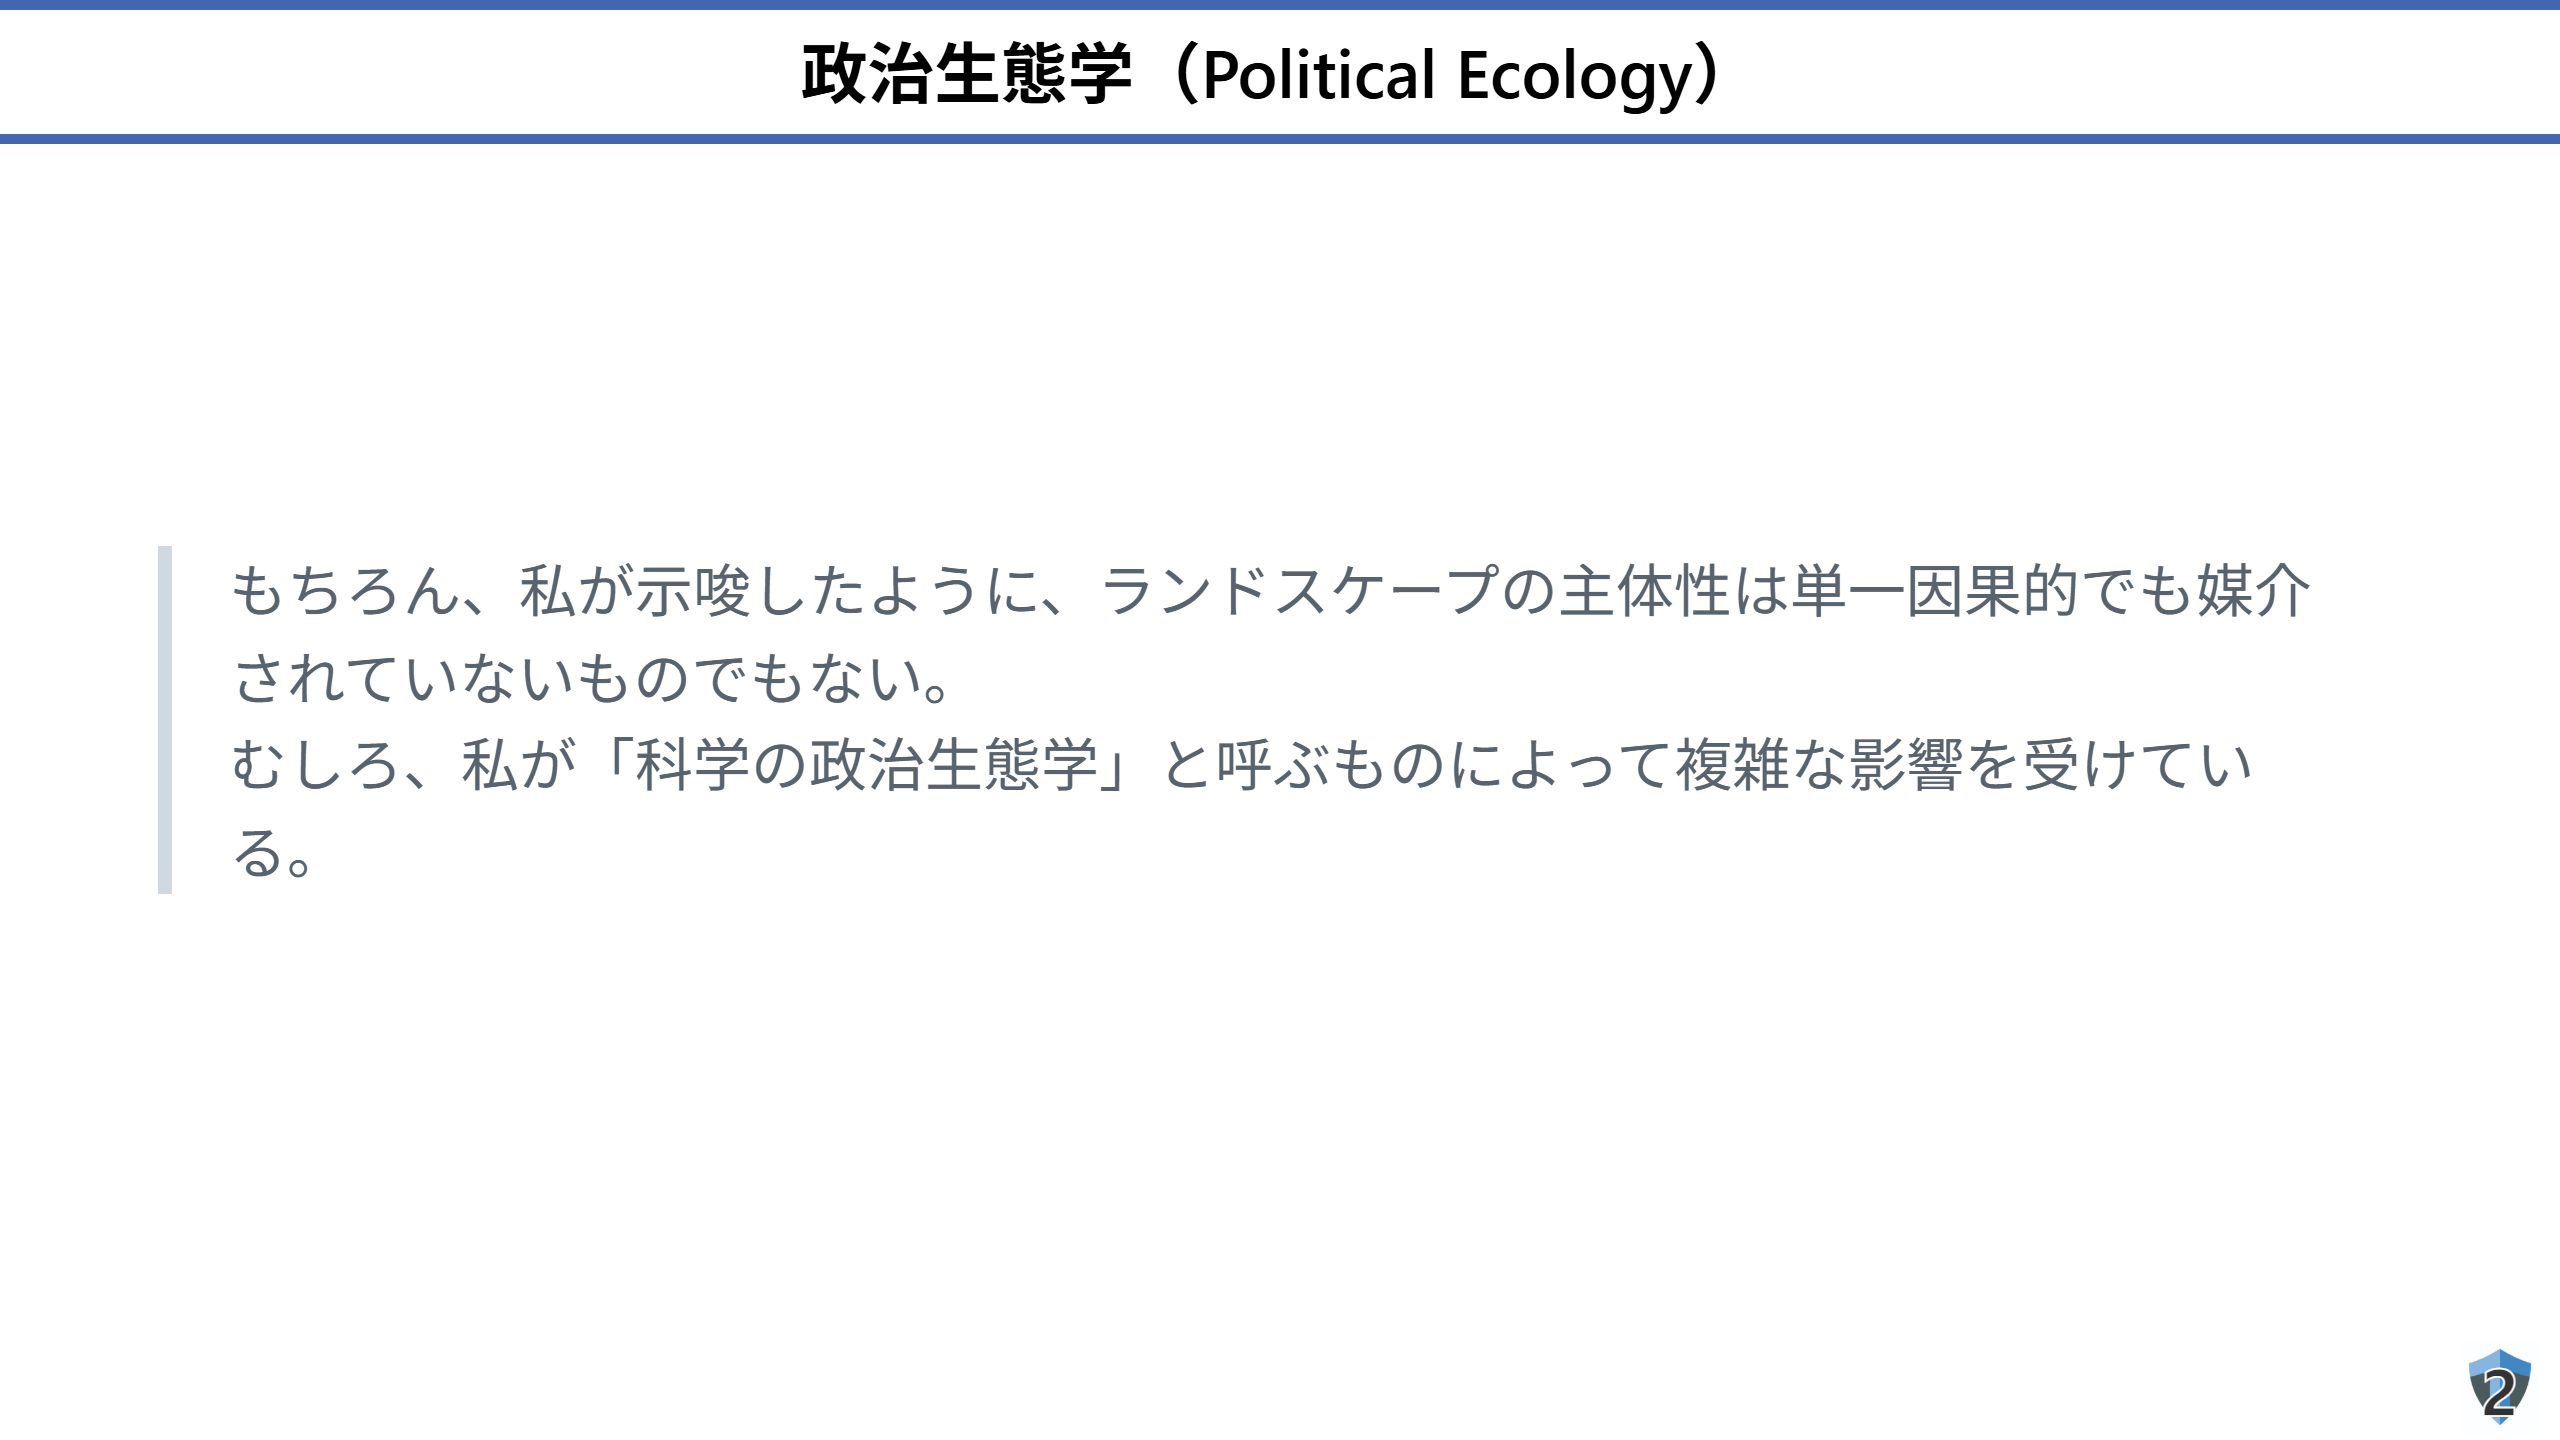 政治生態学（Political Ecology）
もちろん、私が示唆したように、ランドスケープの主体性は単一因果的でも媒介
されていないものでもない。
むしろ、私が「科学の政治生態学」と呼ぶものによって複雑な影響を受けてい
る。
2